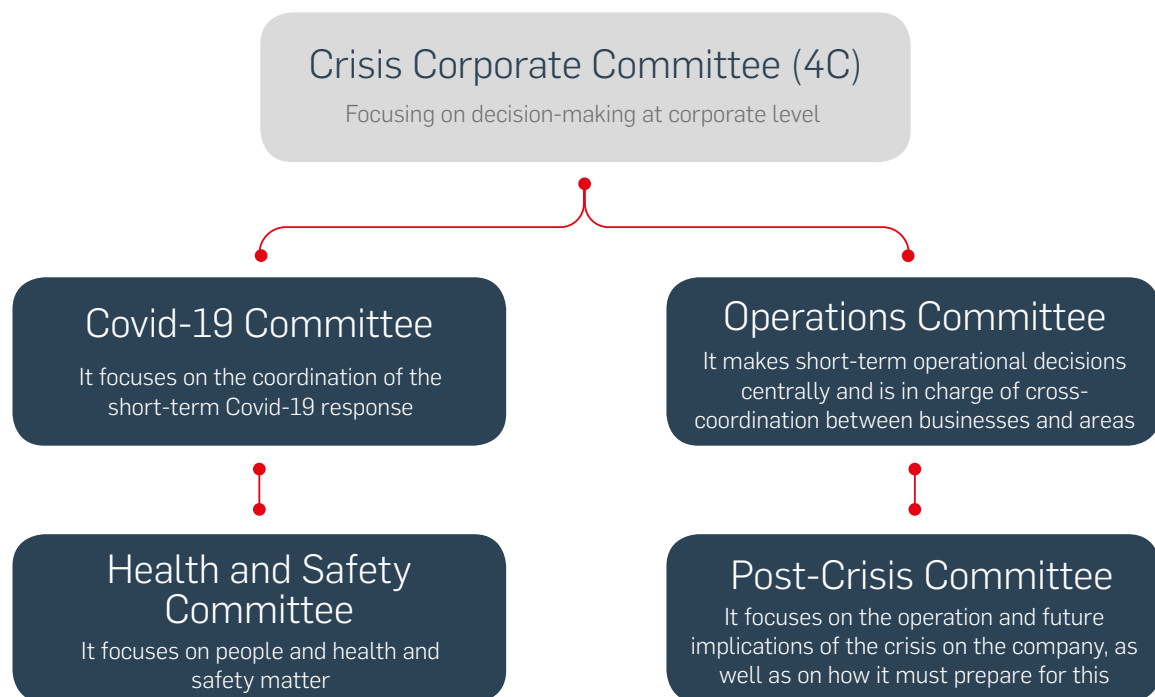 Crisis Corporate Committee (4C)
Focusing on decision-making at corporate level
Covid-19 Committee
It focuses on the coordination of the
short-term Covid-19 response
Operations Committee
It makes short-term operational decisions
centrally and is in charge of cross-
coordination between businesses and areas
Health and Safety
Committee
It focuses on people and health and
safety matter
Post-Crisis Committee
It focuses on the operation and future
implications of the crisis on the company, as
well as on how it must prepare for this